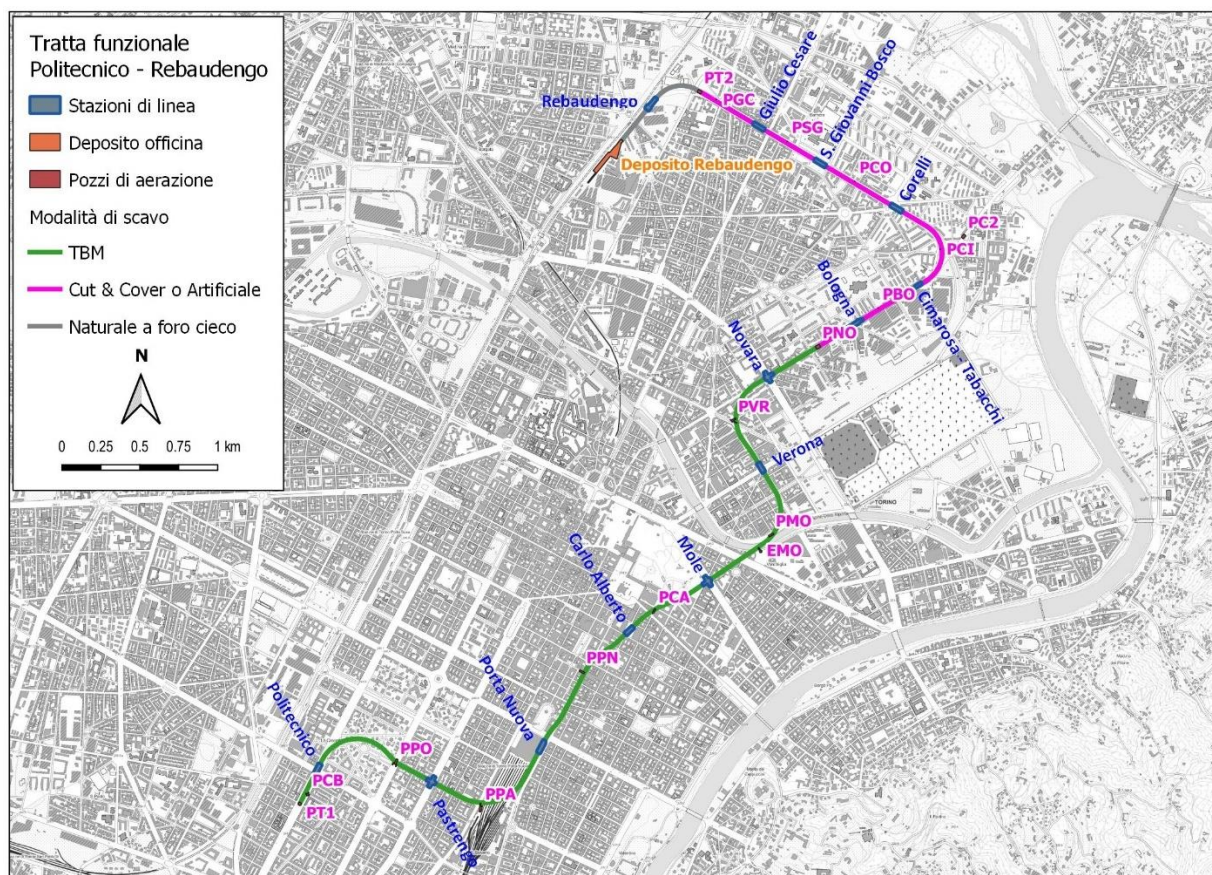 Tratta funzionale
Politecnico - Rebaudengo
Stazioni di linea
Deposito officina
Pozzi di aerazione
Modalità di scavo
TBM
Cut & Cover o Artificiale
Naturale a foro cieco
N
0 0.25 0.5 0.75 1 km
Rebaudengo
PT2
PGC
Giulio Cesare
PSG
S. Giovanni Bosco
Deposito Rebaudengo
PCO
Corelli
PC2
PCI
Bologna
PBO
Cimarosa - Tabacchi
PNO
Novara
PVR
Verona
TORINO
PMO
EMO
Mole
Carlo Alberto
PCA
PPN
Porta Nuova
Politecnico
PPO
PCB
PT1
PPA
Pastrengo